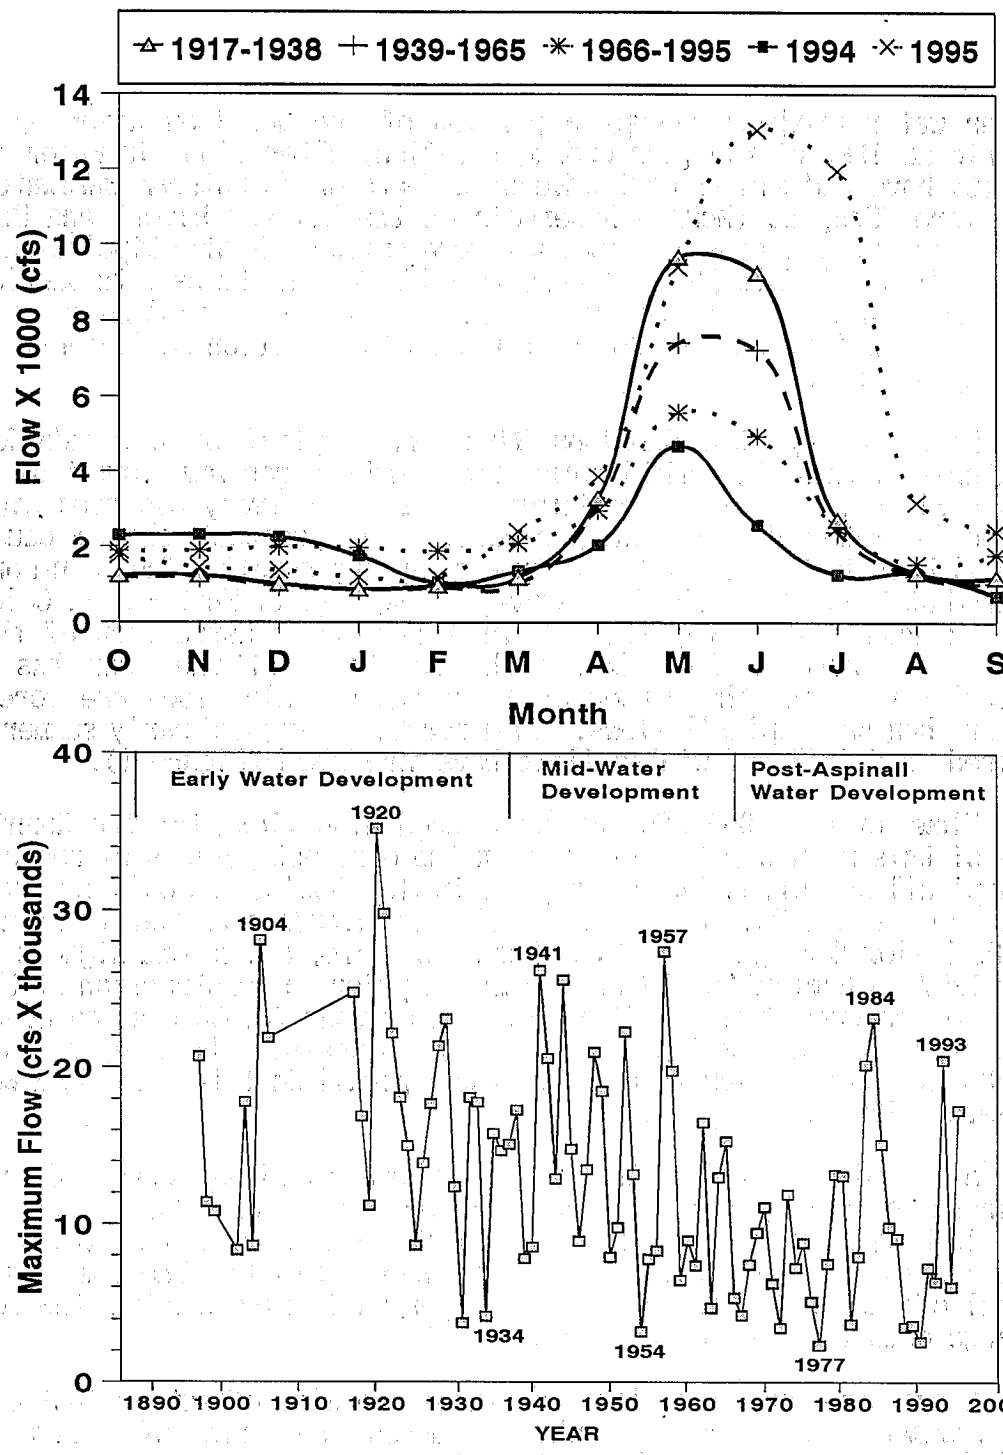 1917-1938 1939-1965 1966-1995 1994 1995
14
12
10
8
6
4
2
0
Flow X 1000 (cfs)
O N D J F M A M J J A S
Month
40
30
20
10
0
Maximum Flow (cfs X thousands)
Early Water Development
Mid-Water
Development
Post-Aspinall
Water Development
1920
1904
1941
1957
1984
1993
1934
1954
1977
1890 1900 1910 1920 1930 1940 1950 1960 1970 1980 1990 200
YEAR